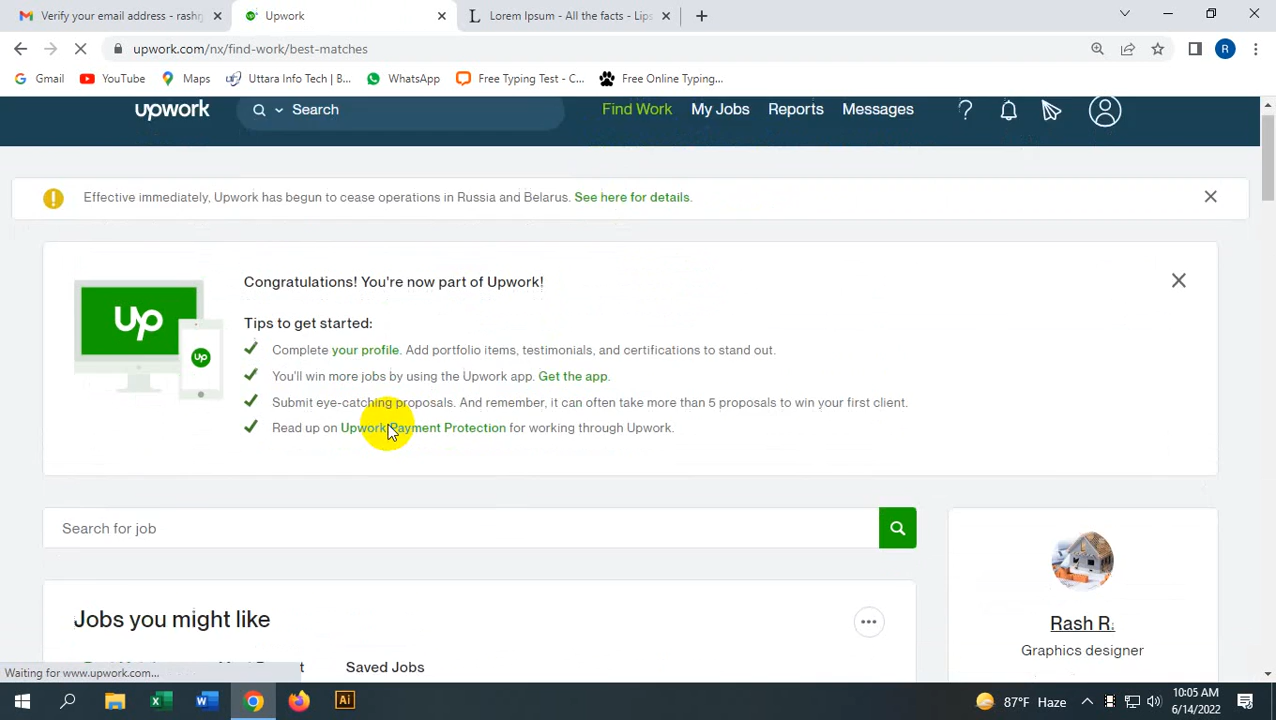 Verify your email address - rash
Upwork
Lorem Ipsum - All the facts - Lips
upwork.com/nx/find-work/best-matches
R
Gmail
YouTube
Maps
Uttara Info Tech | B...
WhatsApp
Free Typing Test - C...
Free Online Typing...
upwork
Search
Find Work
My Jobs
Reports
Messages
Effective immediately, Upwork has begun to cease operations in Russia and Belarus. See here for details.
Congratulations! You're now part of Upwork!
Tips to get started:
Complete your profile. Add portfolio items, testimonials, and certifications to stand out.
You'll win more jobs by using the Upwork app. Get the app.
Submit eye-catching proposals. And remember, it can often take more than 5 proposals to win your first client.
Read up on Upwork Payment Protection for working through Upwork.
up
up
Search for job
Jobs you might like
Saved Jobs
Rash R.
Graphics designer
Waiting for www.upwork.com...
Ai
87°F Haze
10:05 AM
6/14/2022